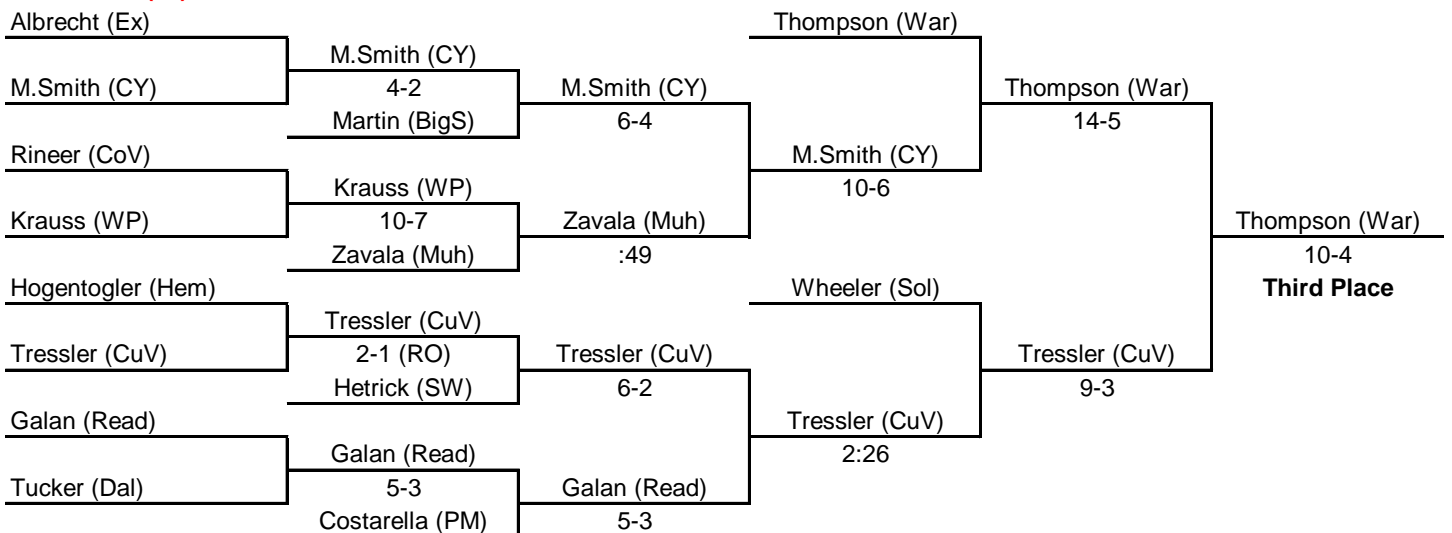 Albrecht (Ex)
Thompson (War)
M.Smith (CY)
M.Smith (CY)
4-2
M.Smith (CY)
Thompson (War)
Martin (BigS)
6-4
14-5
Rineer (CoV)
M.Smith (CY)
Krauss (WP)
10-6
Krauss (WP)
10-7
Zavala (Muh)
Thompson (War)
Zavala (Muh)
:49
10-4
Hogentogler (Hem)
Wheeler (Sol)
Third Place
Tressler (CuV)
Tressler (CuV)
2-1 (RO)
Tressler (CuV)
Tressler (CuV)
Hetrick (SW)
6-2
9-3
Galan (Read)
Tressler (CuV)
Galan (Read)
2:26
Tucker (Dal)
5-3
Galan (Read)
Costarella (PM)
5-3